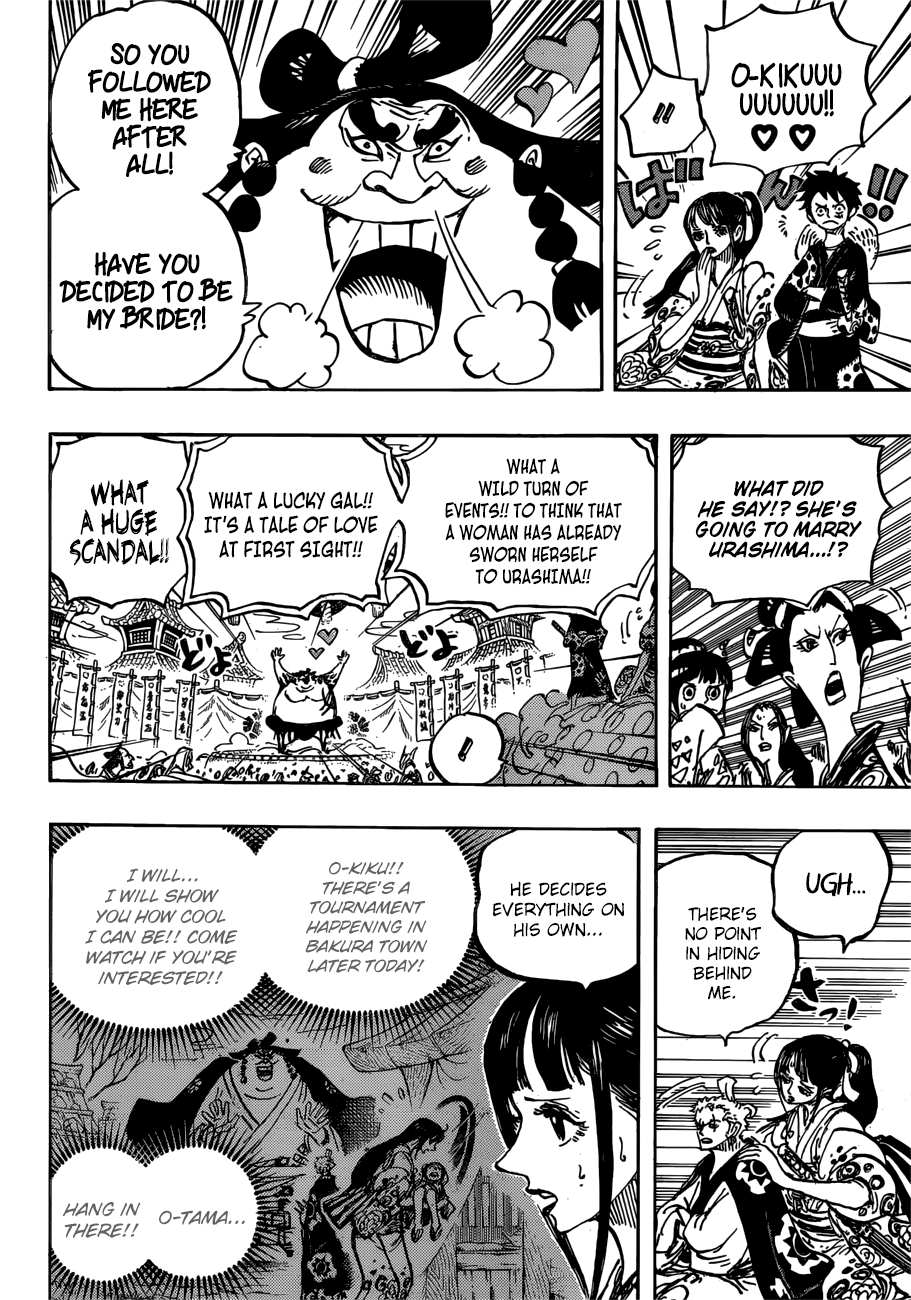 O-KIKUUU
UUUUUU!!
♥ ♥
!!
ばん!!
SO YOU
FOLLOWED
ME HERE
AFTER
ALL!
HAVE YOU
DECIDED TO BE
MY BRIDE?!
WHAT DID
HE SAY!? SHE'S
GOING TO MARRY
URASHIMA...!?
WHAT A
WILD TURN OF
EVENTS!! TO THINK THAT
A WOMAN HAS ALREADY
SWORN HERSELF
TO URASHIMA!!
WHAT A LUCKY GAL!!
IT'S A TALE OF LOVE
AT FIRST SIGHT!!
WHAT
A HUGE
SCANDAL!!
どよ
どよ
!
UGH...
THERE'S
NO POINT
IN HIDING
BEHIND
ME.
さっ!
HE DECIDES
EVERYTHING ON
HIS OWN...
O-KIKU!!
THERE'S A
TOURNAMENT
HAPPENING IN
BAKURA TOWN
LATER TODAY!
I WILL...
I WILL SHOW
YOU HOW COOL
I CAN BE!! COME
WATCH IF YOU'RE
INTERESTED!!
O-TAMA...
HANG IN
THERE!!